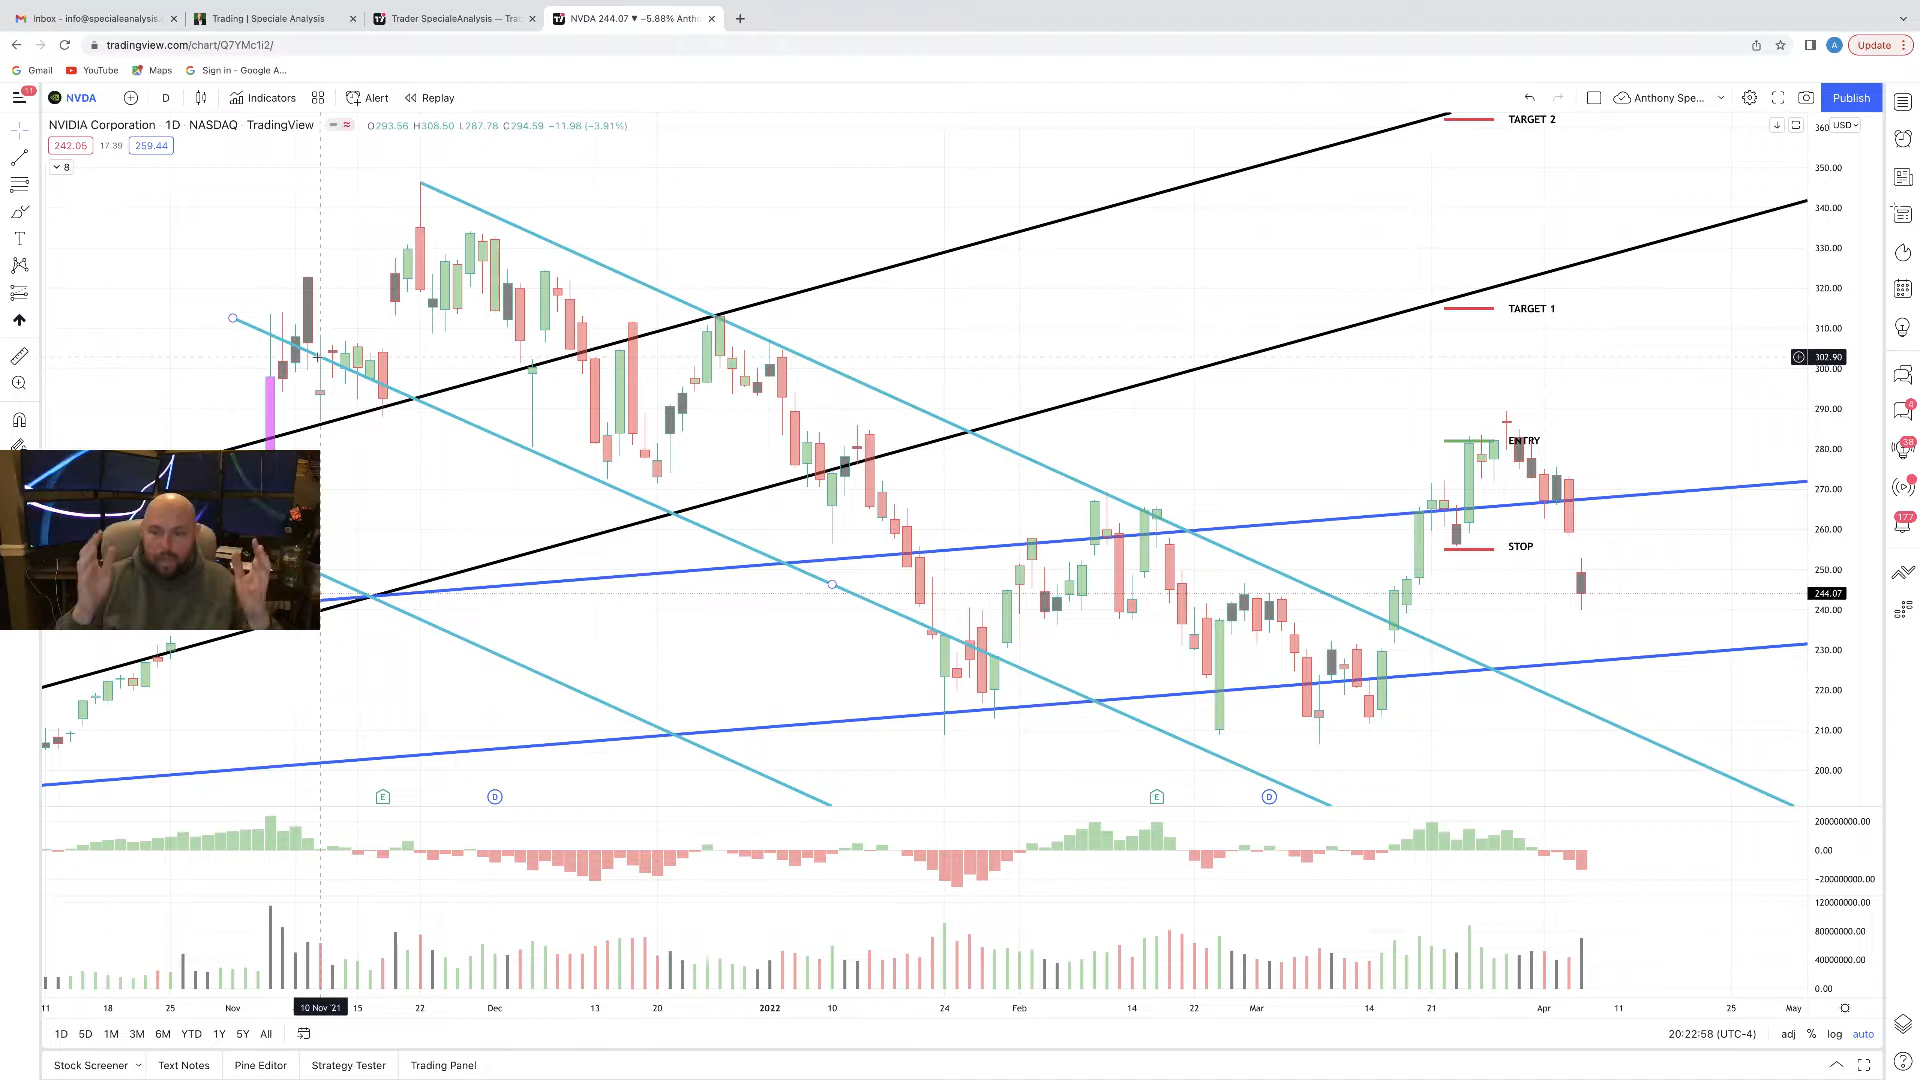 Inbox - info@specialeanalysis.
Trading | Speciale Analysis
Trader SpecialeAnalysis — Trad
NVDA 244.07 ▼ −5.88% Antho
tradingview.com/chart/Q7YMc1i2/
A
Update
Gmail
YouTube
Maps
Sign in - Google A...
11
NVDA
D
Indicators
Alert
Replay
Anthony Spe...
Publish
NVIDIA Corporation · 1D · NASDAQ · TradingView
O293.56 H308.50 L287.78 C294.59 −11.98 (−3.91%)
USD
242.05
17.39
259.44
8
TARGET 2
TARGET 1
ENTRY
STOP
360
350.00
340.00
330.00
320.00
310.00
302.90
300.00
290.00
280.00
270.00
260.00
250.00
244.07
240.00
230.00
220.00
210.00
200.00
4
38
177
E
D
E
D
200000000.00
0.00
−200000000.00
120000000.00
80000000.00
40000000.00
0.00
11
18
25
Nov
10 Nov '21
15
22
Dec
13
20
2022
10
24
Feb
14
22
Mar
14
21
Apr
11
25
May
1D
5D
1M
3M
6M
YTD
1Y
5Y
All
20:22:58 (UTC-4)
adj
%
log
auto
Stock Screener
Text Notes
Pine Editor
Strategy Tester
Trading Panel